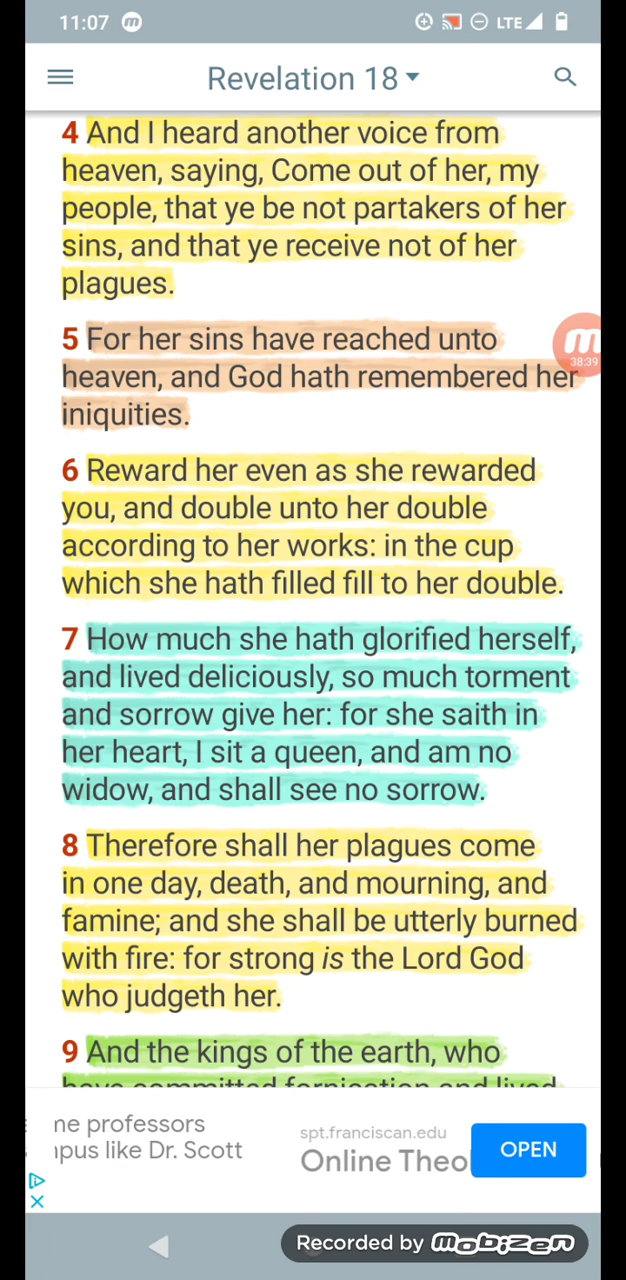 11:07 m LTE
Revelation 18
4 And I heard another voice from
heaven, saying, Come out of her, my
people, that ye be not partakers of her
sins, and that ye receive not of her
plagues.
5 For her sins have reached unto
heaven, and God hath remembered her
iniquities.
m
38:39
6 Reward her even as she rewarded
you, and double unto her double
according to her works: in the cup
which she hath filled fill to her double.
7 How much she hath glorified herself,
and lived deliciously, so much torment
and sorrow give her: for she saith in
her heart, I sit a queen, and am no
widow, and shall see no sorrow.
8 Therefore shall her plagues come
in one day, death, and mourning, and
famine; and she shall be utterly burned
with fire: for strong is the Lord God
who judgeth her.
9 And the kings of the earth, who
have committed fornication and lived
ne professors
npus like Dr. Scott
spt.franciscan.edu
Online Theo
OPEN
Recorded by mobizen